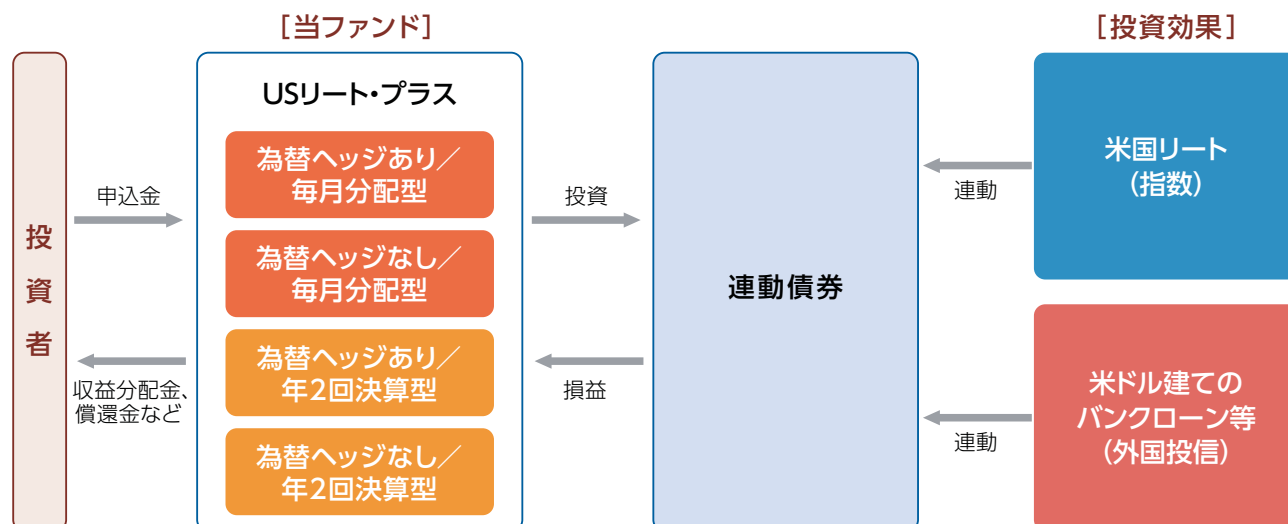 [当ファンド]
[投資効果]
投資者
申込金
収益分配金、
償還金など
USリート・プラス
為替ヘッジあり／
毎月分配型
為替ヘッジなし／
毎月分配型
為替ヘッジあり／
年2回決算型
為替ヘッジなし／
年2回決算型
投資
損益
連動債券
連動
連動
米国リート
(指数)
米ドル建ての
バンクローン等
(外国投信)